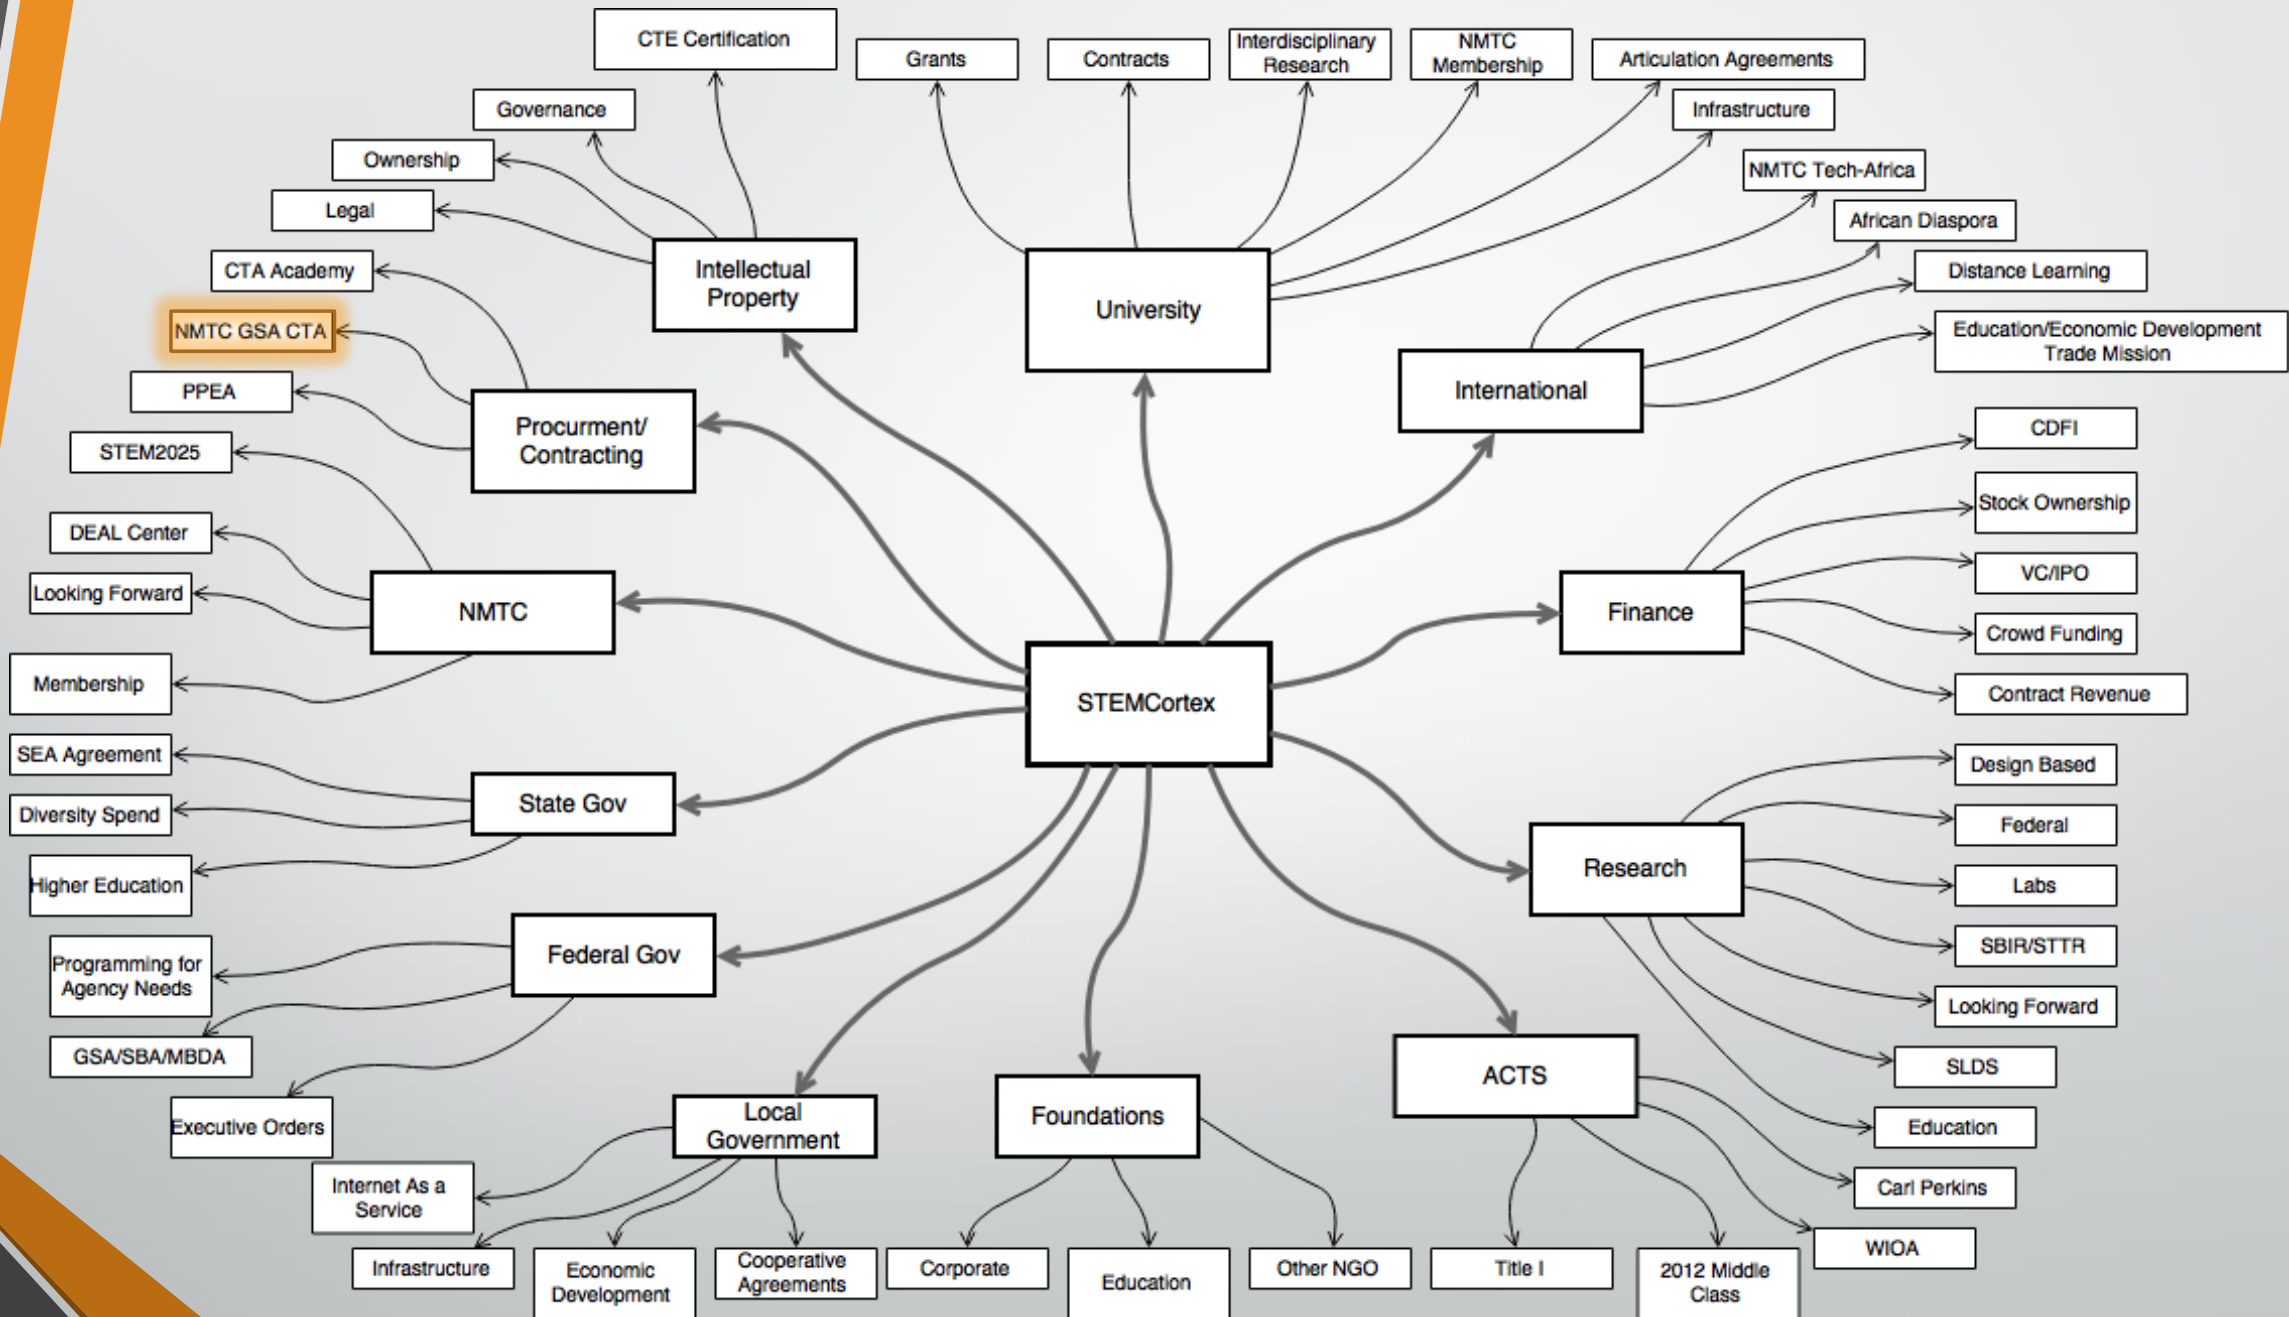 CTE Certification
Grants
Contracts
Interdisciplinary
Research
NMTC
Membership
Articulation Agreements
Governance
Infrastructure
Ownership
NMTC Tech-Africa
Legal
African Diaspora
CTA Academy
Intellectual
Property
University
Distance Learning
NMTC GSA CTA
Education/Economic Development
Trade Mission
PPEA
International
Procurment/
Contracting
CDFI
STEM2025
Stock Ownership
DEAL Center
VC/IPO
Looking Forward
NMTC
Finance
Crowd Funding
Membership
STEMCortex
Contract Revenue
SEA Agreement
Design Based
State Gov
Diversity Spend
Federal
Higher Education
Research
Labs
Federal Gov
SBIR/STTR
Programming for
Agency Needs
Looking Forward
GSA/SBA/MBDA
SLDS
ACTS
Executive Orders
Local
Government
Foundations
Education
Internet As a
Service
Carl Perkins
WIOA
Infrastructure
Economic
Development
Cooperative
Agreements
Corporate
Education
Other NGO
Title I
2012 Middle
Class